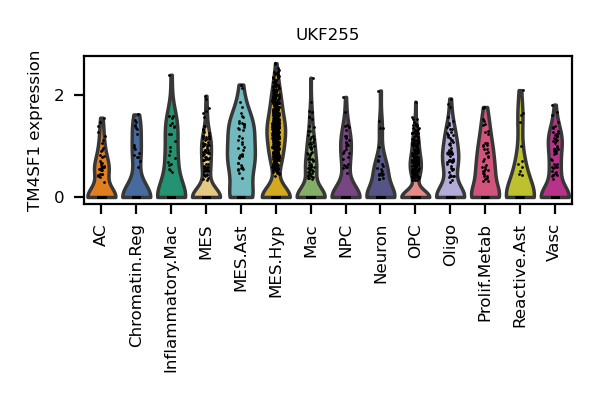 UKF255
TM4SF1 expression
2
0
AC
Chromatin.Reg
Inflammatory.Mac
MES
MES.Ast
MES.Hyp
Mac
NPC
Neuron
OPC
Oligo
Prolif.Metab
Reactive.Ast
Vasc